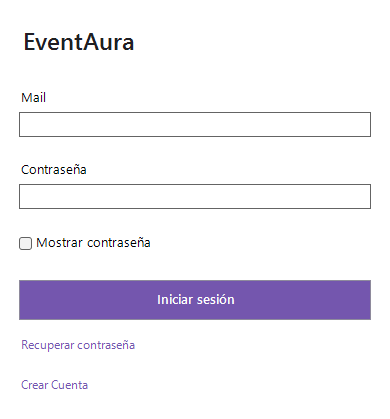 EventAura
Mail
Contraseña
Mostrar contraseña
Iniciar sesión
Recuperar contraseña
Crear Cuenta